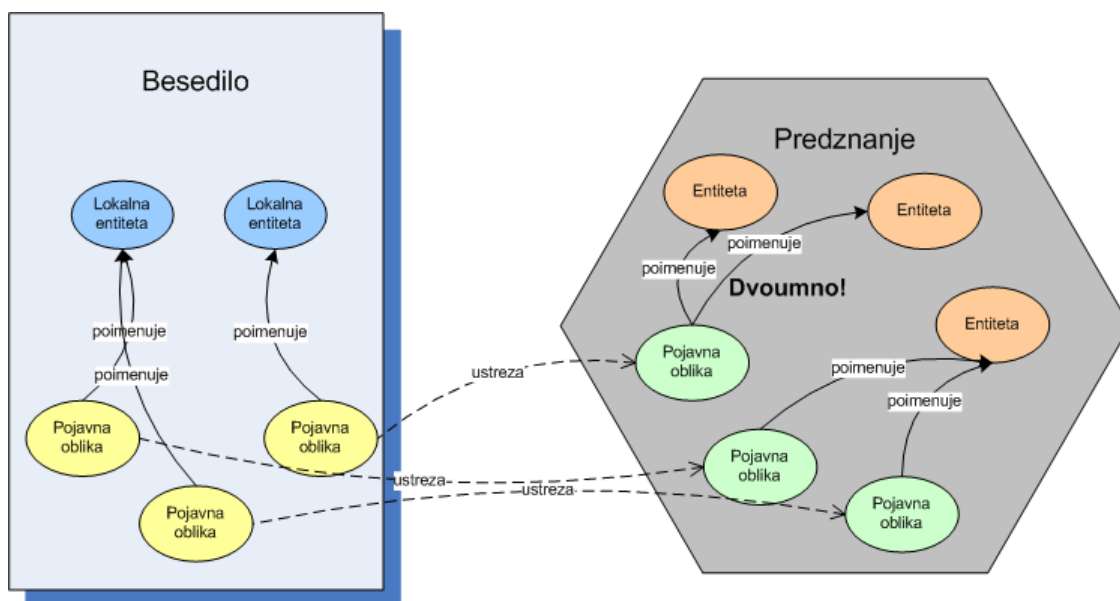 Besedilo
Lokalna
entiteta
Lokalna
entiteta
poimenuje
poimenuje
poimenuje
Pojavna
oblika
Pojavna
oblika
Pojavna
oblika
ustreza
ustreza
ustreza
Predznanje
Entiteta
Entiteta
poimenuje
poimenuje
Dvoumno!
Entiteta
Pojavna
oblika
poimenuje
poimenuje
Pojavna
oblika
Pojavna
oblika